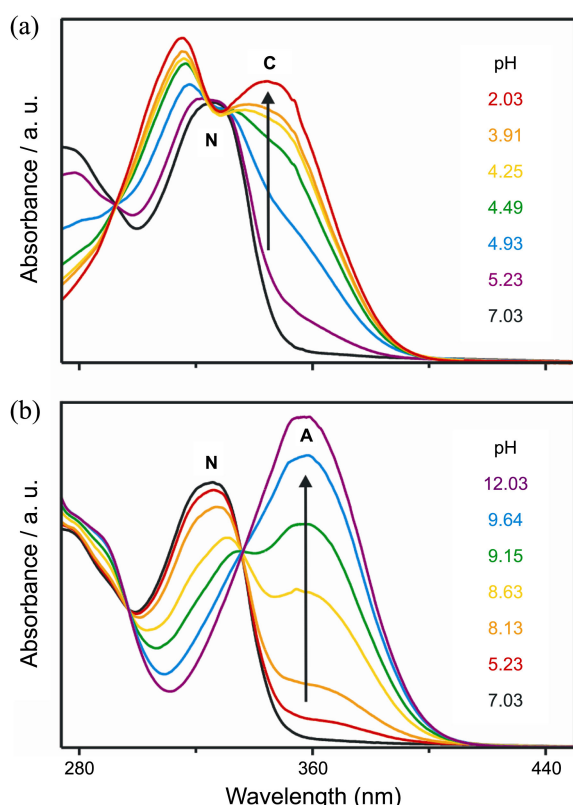 (a)
Absorbance / a. u.
N
C
pH
2.03
3.91
4.25
4.49
4.93
5.23
7.03
(b)
Absorbance / a. u.
N
A
pH
12.03
9.64
9.15
8.63
8.13
5.23
7.03
280
360
440
Wavelength (nm)